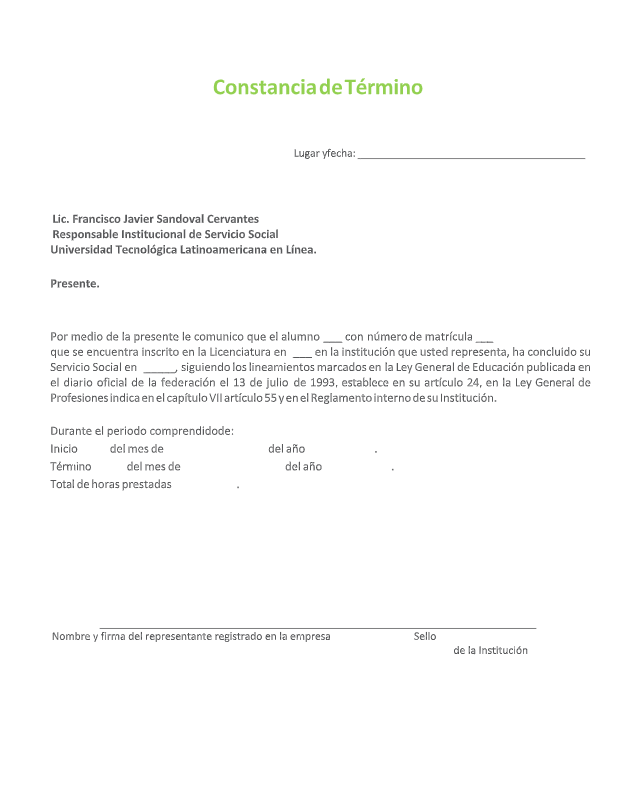 Constancia de Término
Lugar yfecha: ______________________________________
Lic. Francisco Javier Sandoval Cervantes
Responsable Institucional de Servicio Social
Universidad Tecnológica Latinoamericana en Línea.
Presente.
Por medio de la presente le comunico que el alumno ___ con número de matrícula ___
que se encuentra inscrito en la Licenciatura en ___ en la institución que usted representa, ha concluido su
Servicio Social en _____, siguiendo los lineamientos marcados en la Ley General de Educación publicada en
el diario oficial de la federación el 13 de julio de 1993, establece en su artículo 24, en la Ley General de
Profesiones indica en el capítulo VII artículo 55 y en el Reglamento interno de su Institución.
Durante el periodo comprendidode:
Inicio del mes de del año .
Término del mes de del año .
Total de horas prestadas .
Nombre y firma del representante registrado en la empresa Sello
de la Institución